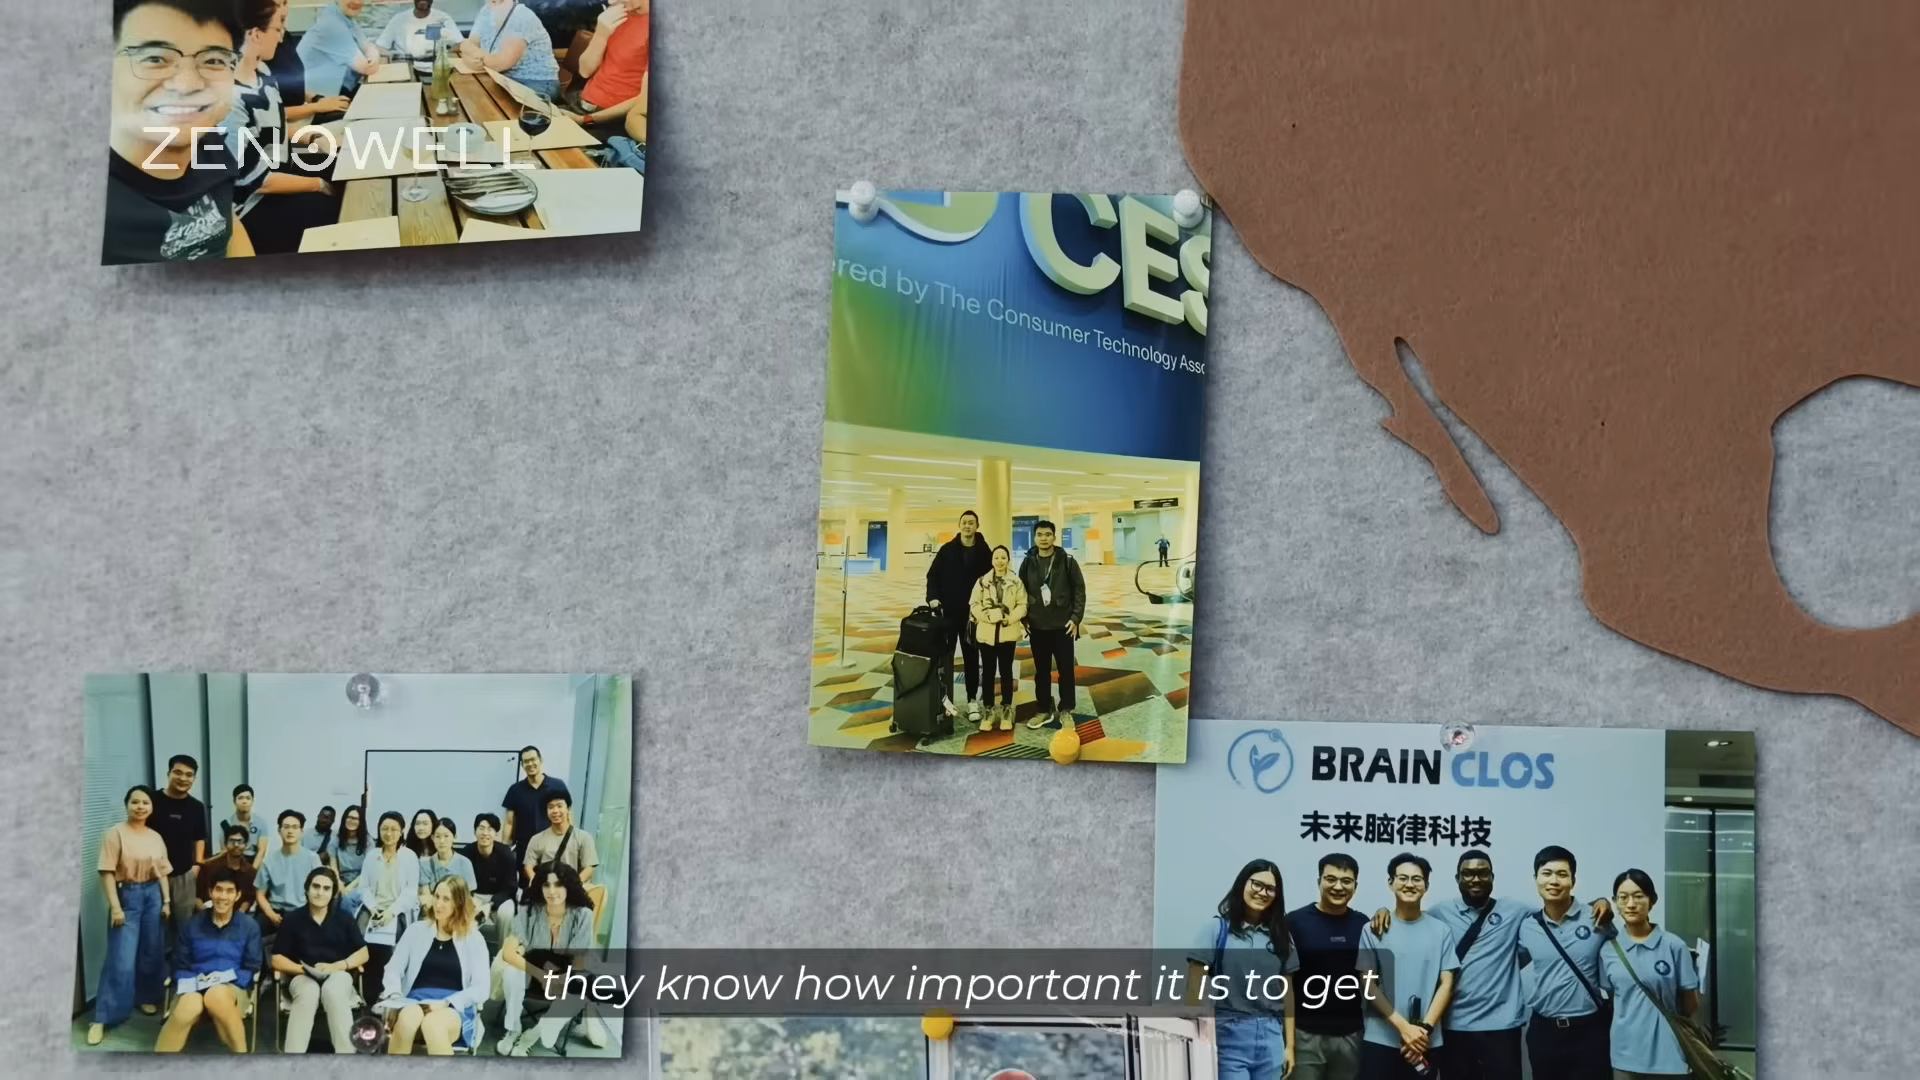 ZENOWELL
CES
ered by The Consumer Technology Asso
BRAIN CLOS
未来脑律科技
they know how important it is to get